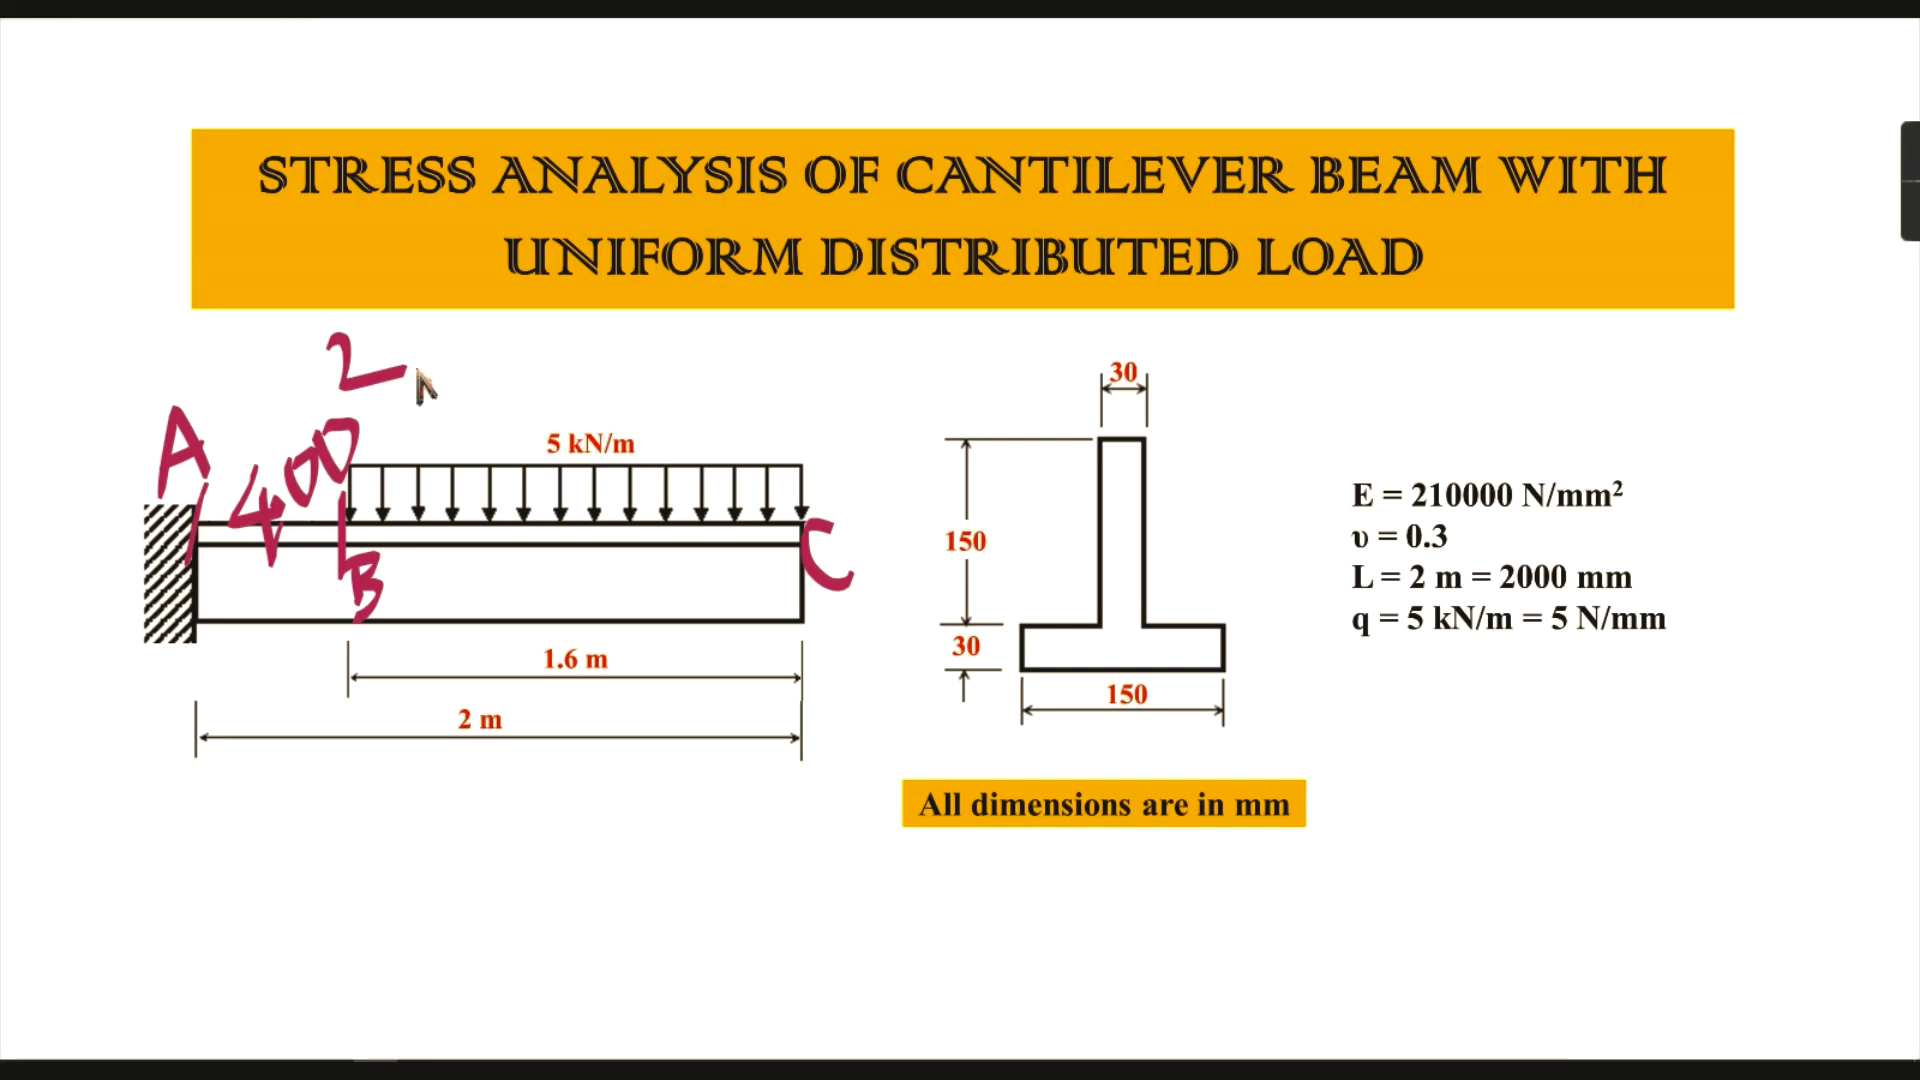 STRESS ANALYSIS OF CANTILEVER BEAM WITH
UNIFORM DISTRIBUTED LOAD
2
A
400
5 kN/m
B
C
1.6 m
2 m
30
150
30
150
E = 210000 N/mm²
υ = 0.3
L = 2 m = 2000 mm
q = 5 kN/m = 5 N/mm
All dimensions are in mm